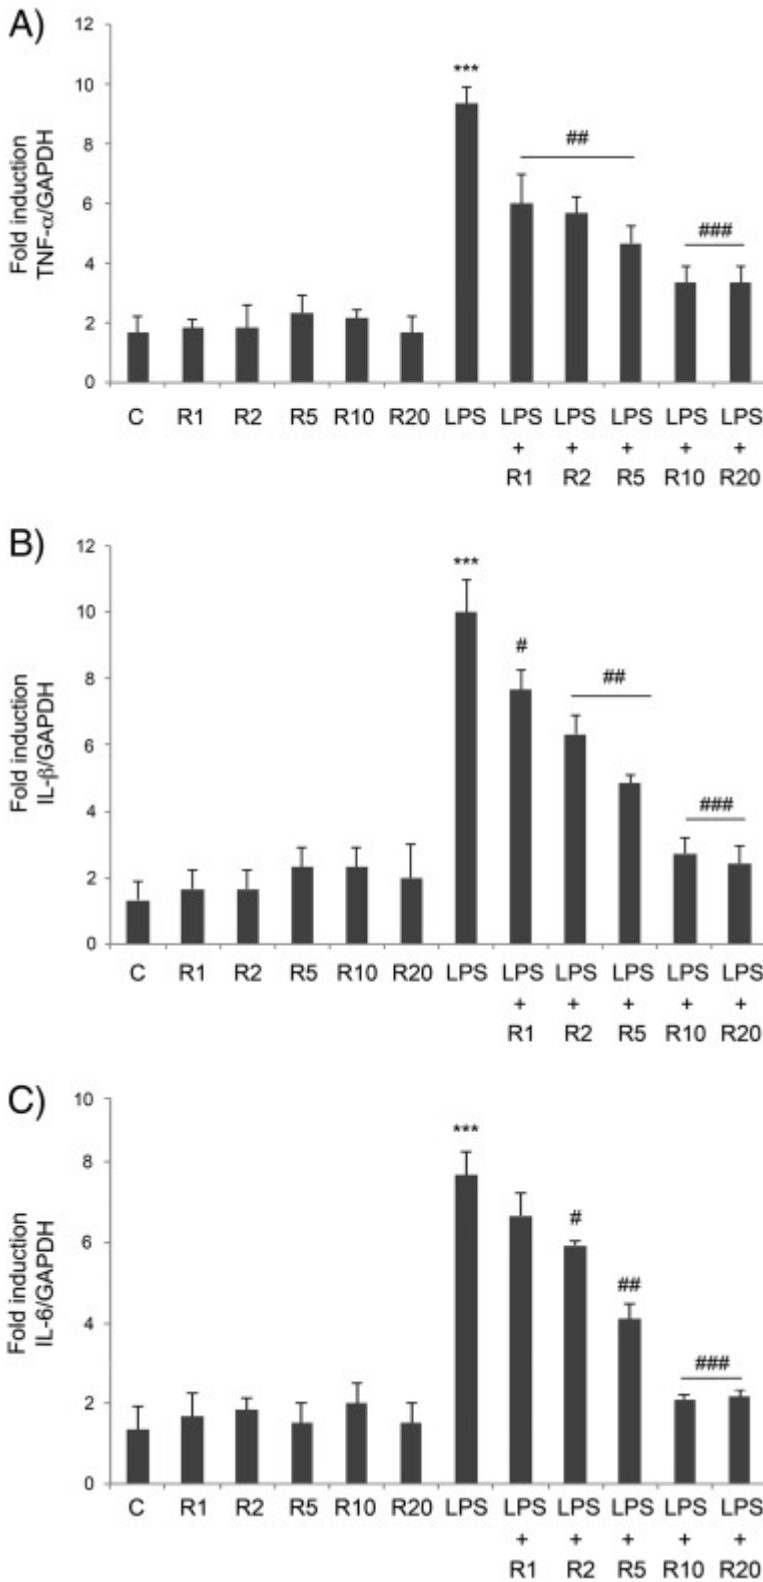 A)
Fold induction
TNF-α/GAPDH
12
10
8
6
4
2
0
***
##
###
C R1 R2 R5 R10 R20 LPS LPS LPS LPS LPS LPS
+ + + + +
R1 R2 R5 R10 R20
B)
Fold induction
IL-β/GAPDH
12
10
8
6
4
2
0
***
#
##
###
C R1 R2 R5 R10 R20 LPS LPS LPS LPS LPS LPS
+ + + + +
R1 R2 R5 R10 R20
C)
Fold induction
IL-6/GAPDH
10
8
6
4
2
0
***
#
##
###
C R1 R2 R5 R10 R20 LPS LPS LPS LPS LPS LPS
+ + + + +
R1 R2 R5 R10 R20